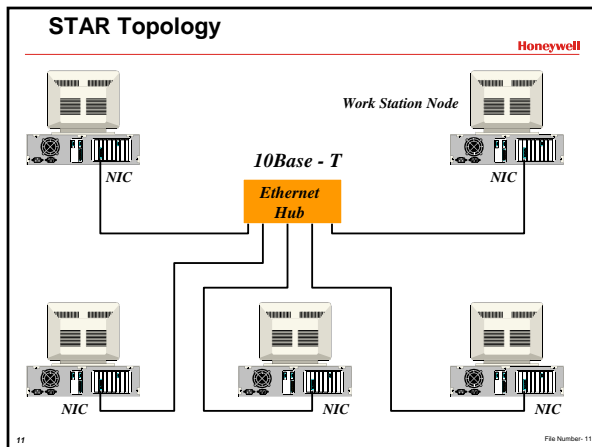 STAR Topology
Honeywell
Work Station Node
NIC
10Base - T
NIC
Ethernet
Hub
NIC
NIC
NIC
11
File Number- 11